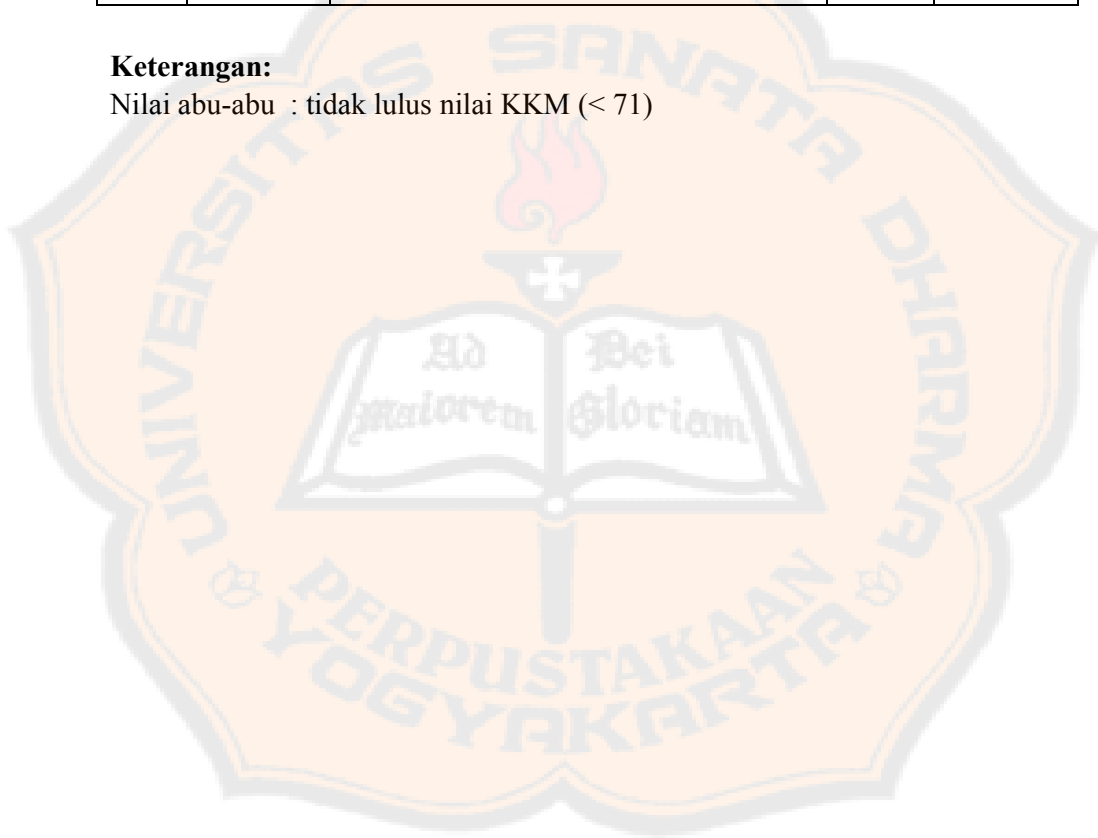 Keterangan:
Nilai abu-abu : tidak lulus nilai KKM (< 71)
UNIVERSITAS SANATA DHARMA
Ad Dei
Maiorem Gloriam
PERPUSTAKAAN
YOGYAKARTA